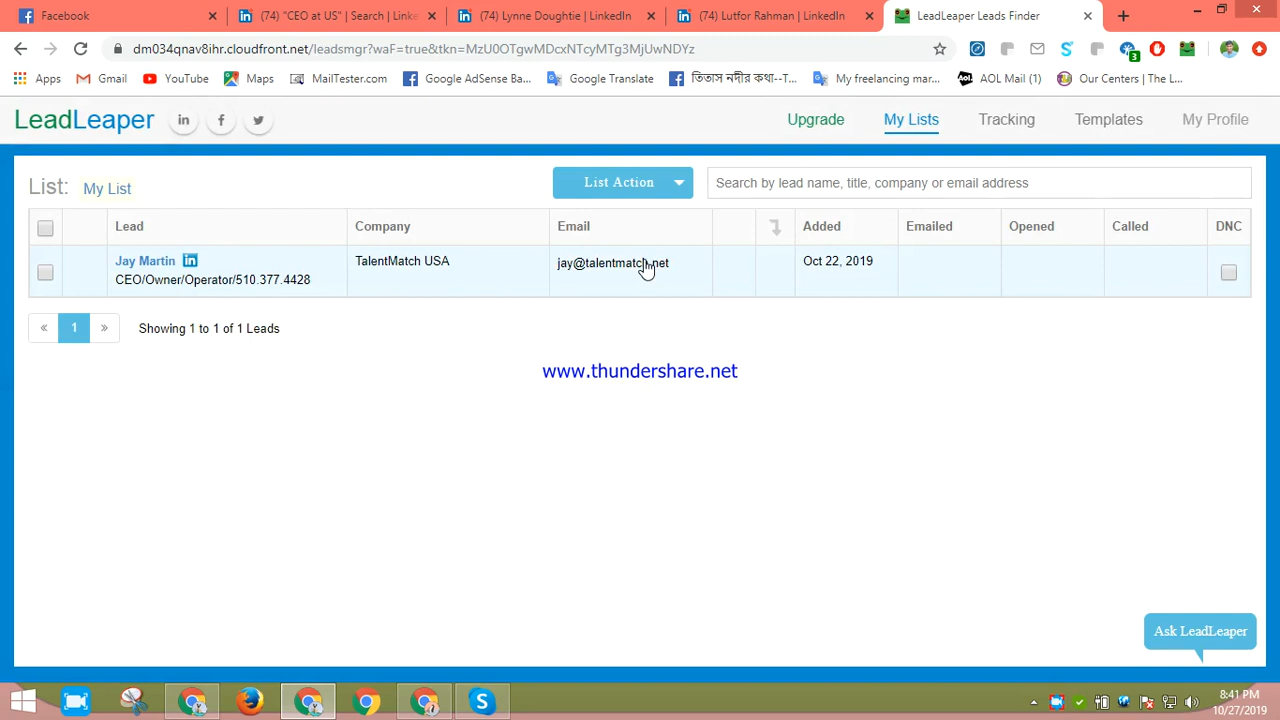 Facebook
(74) "CEO at US" | Search | Linke
(74) Lynne Doughtie | LinkedIn
(74) Lutfor Rahman | LinkedIn
LeadLeaper Leads Finder
dm034qnav8ihr.cloudfront.net/leadsmgr?waF=true&tkn=MzU0OTgwMDcxNTcyMTg3MjUwNDYz
3
Apps
Gmail
YouTube
Maps
MailTester.com
Google AdSense Ba...
Google Translate
তিতাস নদীর কথা--T...
My freelancing mar...
AOL Mail (1)
Our Centers | The L...
LeadLeaper
Upgrade
My Lists
Tracking
Templates
My Profile
List: My List
List Action
Search by lead name, title, company or email address
Lead Company Email Added Emailed Opened Called DNC
Jay Martin TalentMatch USA jay@talentmatch.net Oct 22, 2019
CEO/Owner/Operator/510.377.4428
« 1 » Showing 1 to 1 of 1 Leads
www.thundershare.net
Ask LeadLeaper
8:41 PM
10/27/2019